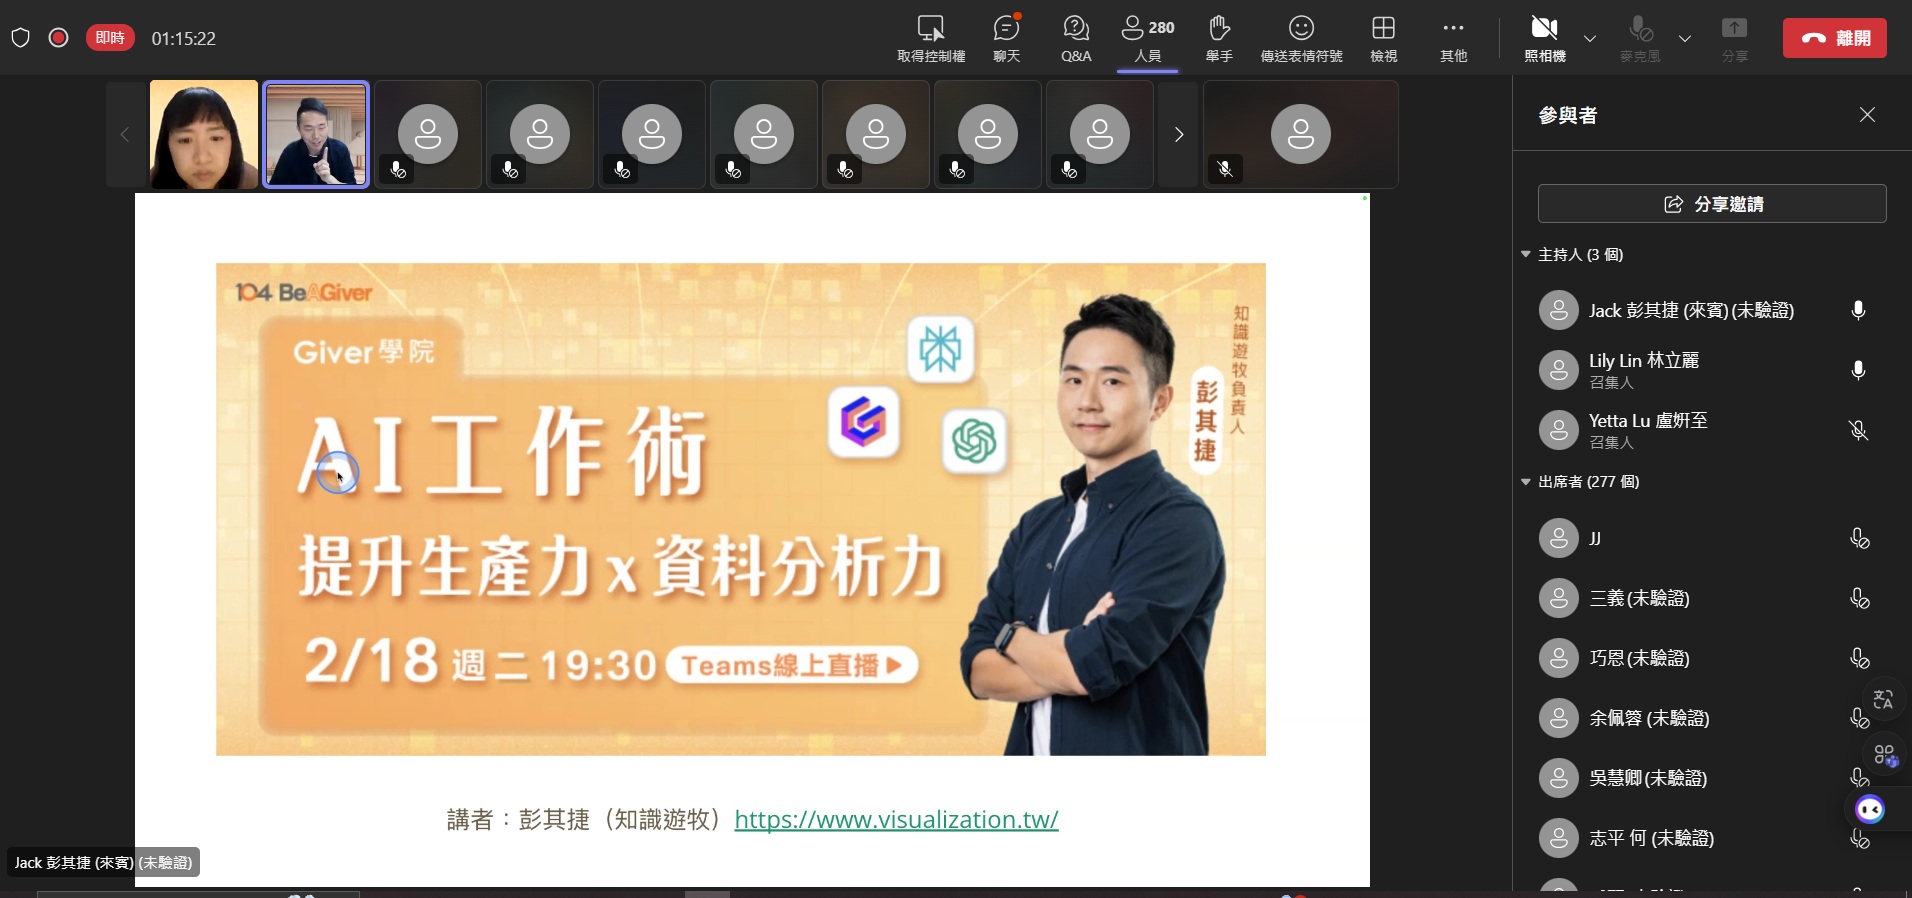 即時
01:15:22
取得控制權
聊天
Q&A
280
人員
舉手
傳送表情符號
檢視
其他
照相機
麥克風
分享
離開
104 BeAGiver
Giver 學院
AI工作術
提升生產力 x 資料分析力
2/18 週二 19:30 Teams線上直播
知識遊牧負責人
彭其捷
講者：彭其捷（知識遊牧）https://www.visualization.tw/
Jack 彭其捷 (來賓) (未驗證)
參與者
分享邀請
主持人 (3 個)
Jack 彭其捷 (來賓) (未驗證)
Lily Lin 林立麗
召集人
Yetta Lu 盧妍至
召集人
出席者 (277 個)
JJ
三義 (未驗證)
巧恩 (未驗證)
余佩蓉 (未驗證)
吳慧卿 (未驗證)
志平 何 (未驗證)